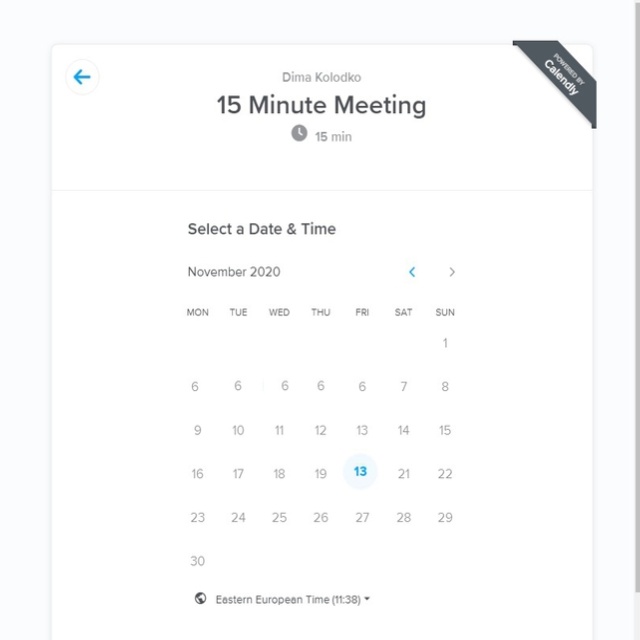 POWERED BY
Calendly
Dima Kolodko
15 Minute Meeting
15 min
Select a Date & Time
November 2020
MON TUE WED THU FRI SAT SUN
1
6 6 6 6 6 7 8
9 10 11 12 13 14 15
16 17 18 19 13 21 22
23 24 25 26 27 28 29
30
Eastern European Time (11:38)